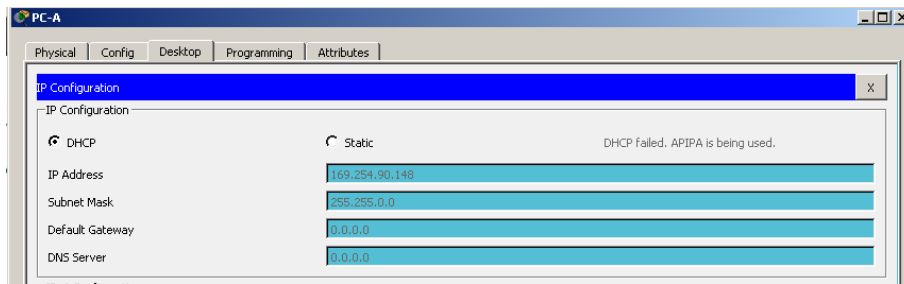 PC-A
Physical Config Desktop Programming Attributes
IP Configuration X
IP Configuration
DHCP Static DHCP failed. APIPA is being used.
IP Address 169.254.90.148
Subnet Mask 255.255.0.0
Default Gateway 0.0.0.0
DNS Server 0.0.0.0